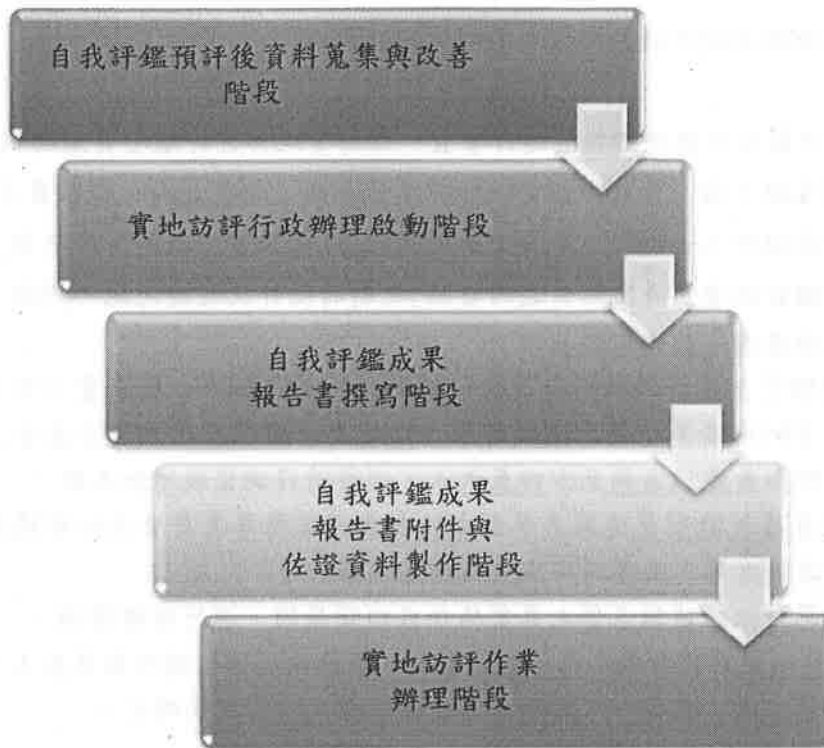 自我評鑑預評後資料蒐集與改善
階段
實地訪評行政辦理啟動階段
自我評鑑成果
報告書撰寫階段
自我評鑑成果
報告書附件與
佐證資料製作階段
實地訪評作業
辦理階段